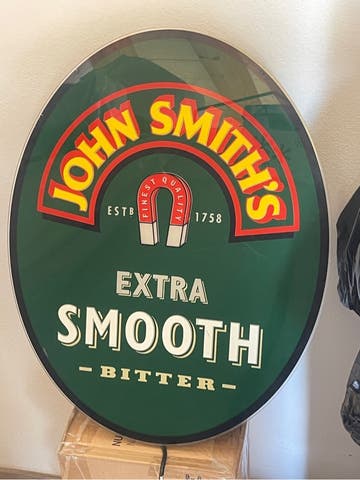 JOHN SMITH'S
FINEST QUALITY
ESTB 1758
EXTRA
SMOOTH
- BITTER -